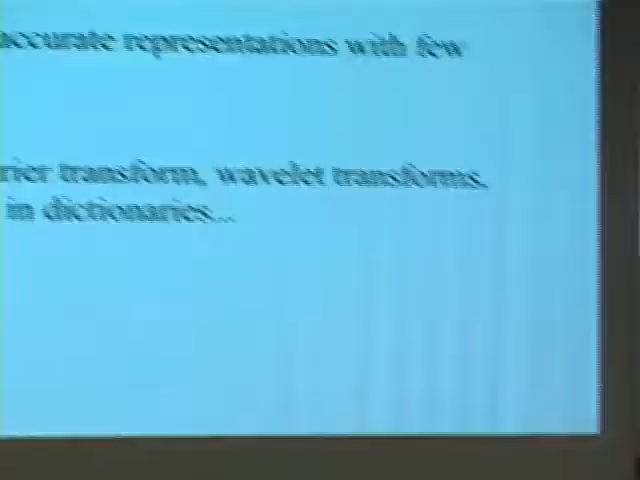 accurate representations with few
rier transform, wavelet transforms,
in dictionaries...